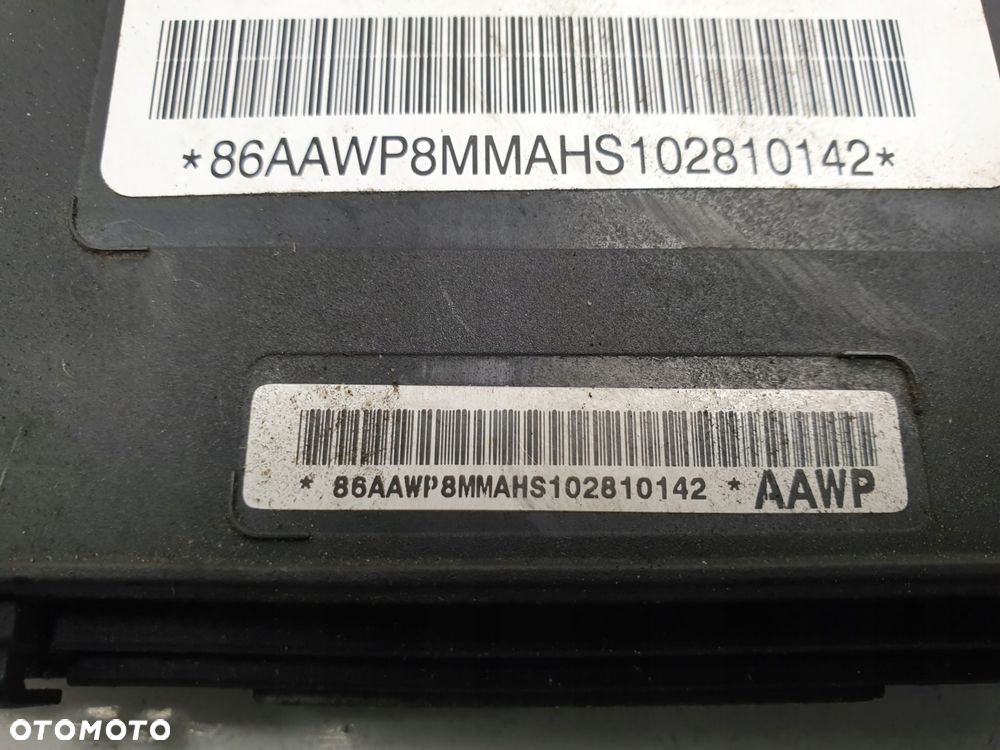 *86AAWP8MMAHS102810142*
* 86AAWP8MMAHS102810142 * AAWP
OTOMOTO